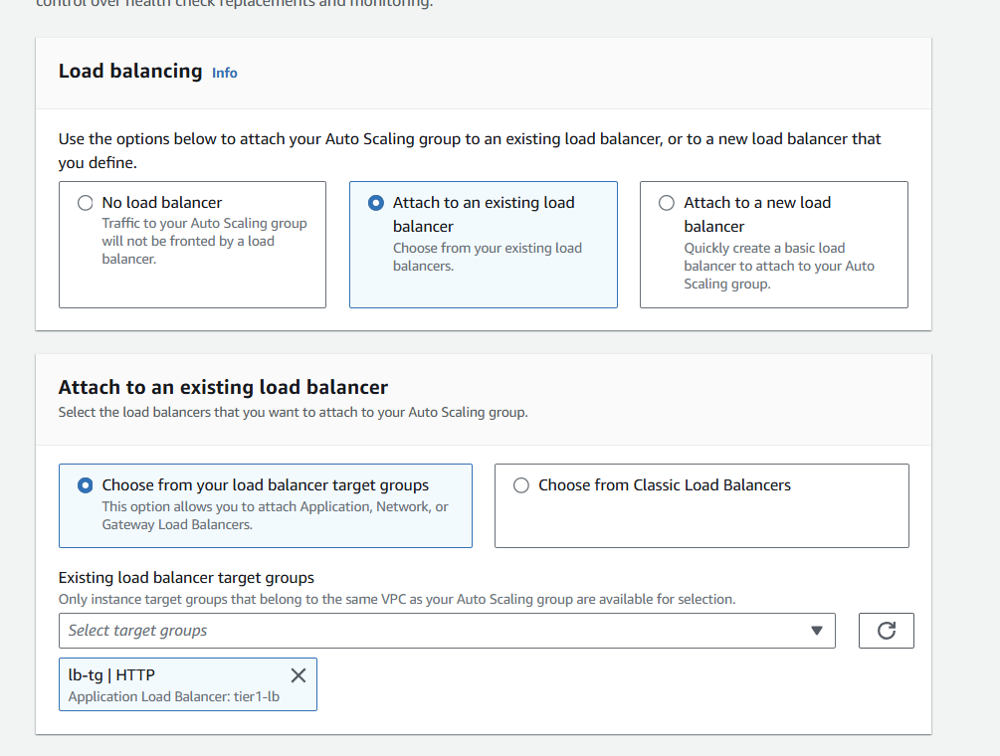 control over health check replacements and monitoring.
Load balancing Info
Use the options below to attach your Auto Scaling group to an existing load balancer, or to a new load balancer that
you define.
No load balancer
Traffic to your Auto Scaling group
will not be fronted by a load
balancer.
Attach to an existing load
balancer
Choose from your existing load
balancers.
Attach to a new load
balancer
Quickly create a basic load
balancer to attach to your Auto
Scaling group.
Attach to an existing load balancer
Select the load balancers that you want to attach to your Auto Scaling group.
Choose from your load balancer target groups
This option allows you to attach Application, Network, or
Gateway Load Balancers.
Choose from Classic Load Balancers
Existing load balancer target groups
Only instance target groups that belong to the same VPC as your Auto Scaling group are available for selection.
Select target groups
lb-tg | HTTP
Application Load Balancer: tier1-lb